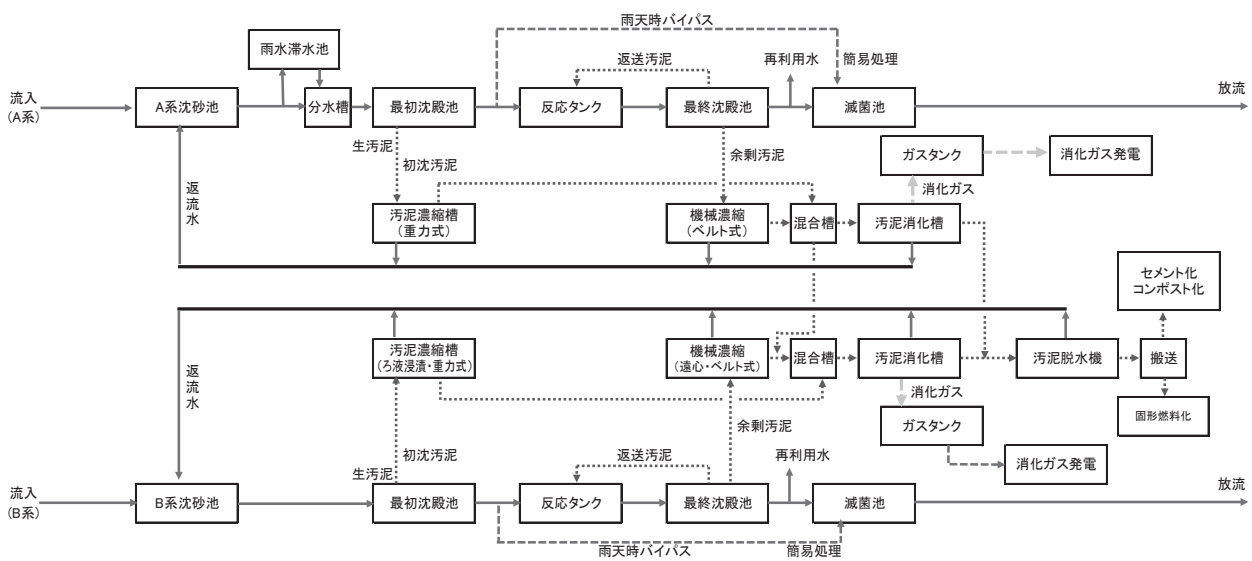 雨天時バイパス
雨水滞水池
返送汚泥
再利用水
簡易処理
流入
(A系)
A系沈砂池
分水槽
最初沈殿池
反応タンク
最終沈殿池
滅菌池
放流
生汚泥
初沈汚泥
余剰汚泥
ガスタンク
消化ガス発電
消化ガス
返流水
汚泥濃縮槽
(重力式)
機械濃縮
(ベルト式)
混合槽
汚泥消化槽
セメント化
コンポスト化
返流水
汚泥濃縮槽
(ろ液浸漬・重力式)
機械濃縮
(遠心・ベルト式)
混合槽
汚泥消化槽
汚泥脱水機
搬送
消化ガス
固形燃料化
ガスタンク
余剰汚泥
初沈汚泥
生汚泥
返送汚泥
再利用水
消化ガス発電
流入
(B系)
B系沈砂池
最初沈殿池
反応タンク
最終沈殿池
滅菌池
放流
雨天時バイパス
簡易処理